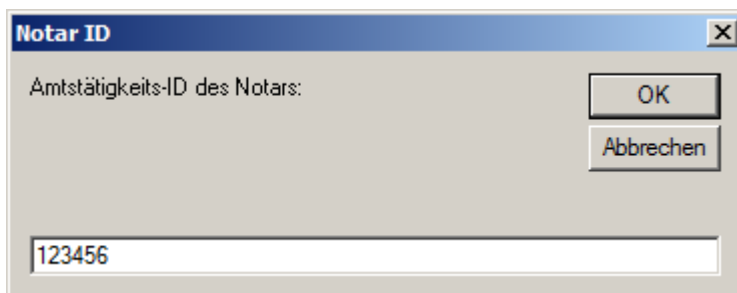 Notar ID
Amtstätigkeits-ID des Notars:
OK
Abbrechen
123456